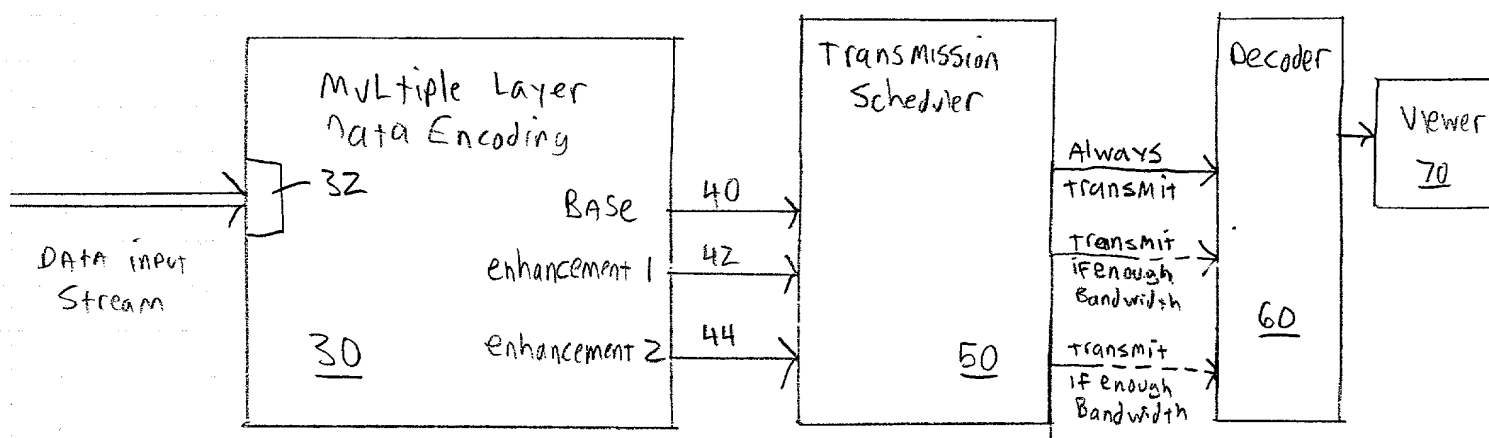 DATA input
Stream
MuLtiple Layer
Data Encoding
32
BASE
enhancement 1
enhancement 2
30
40
42
44
Transmission
Scheduler
50
Always
transmit
transmit
if enough
Bandwidth
transmit
if enough
Bandwidth
Decoder
60
Viewer
70